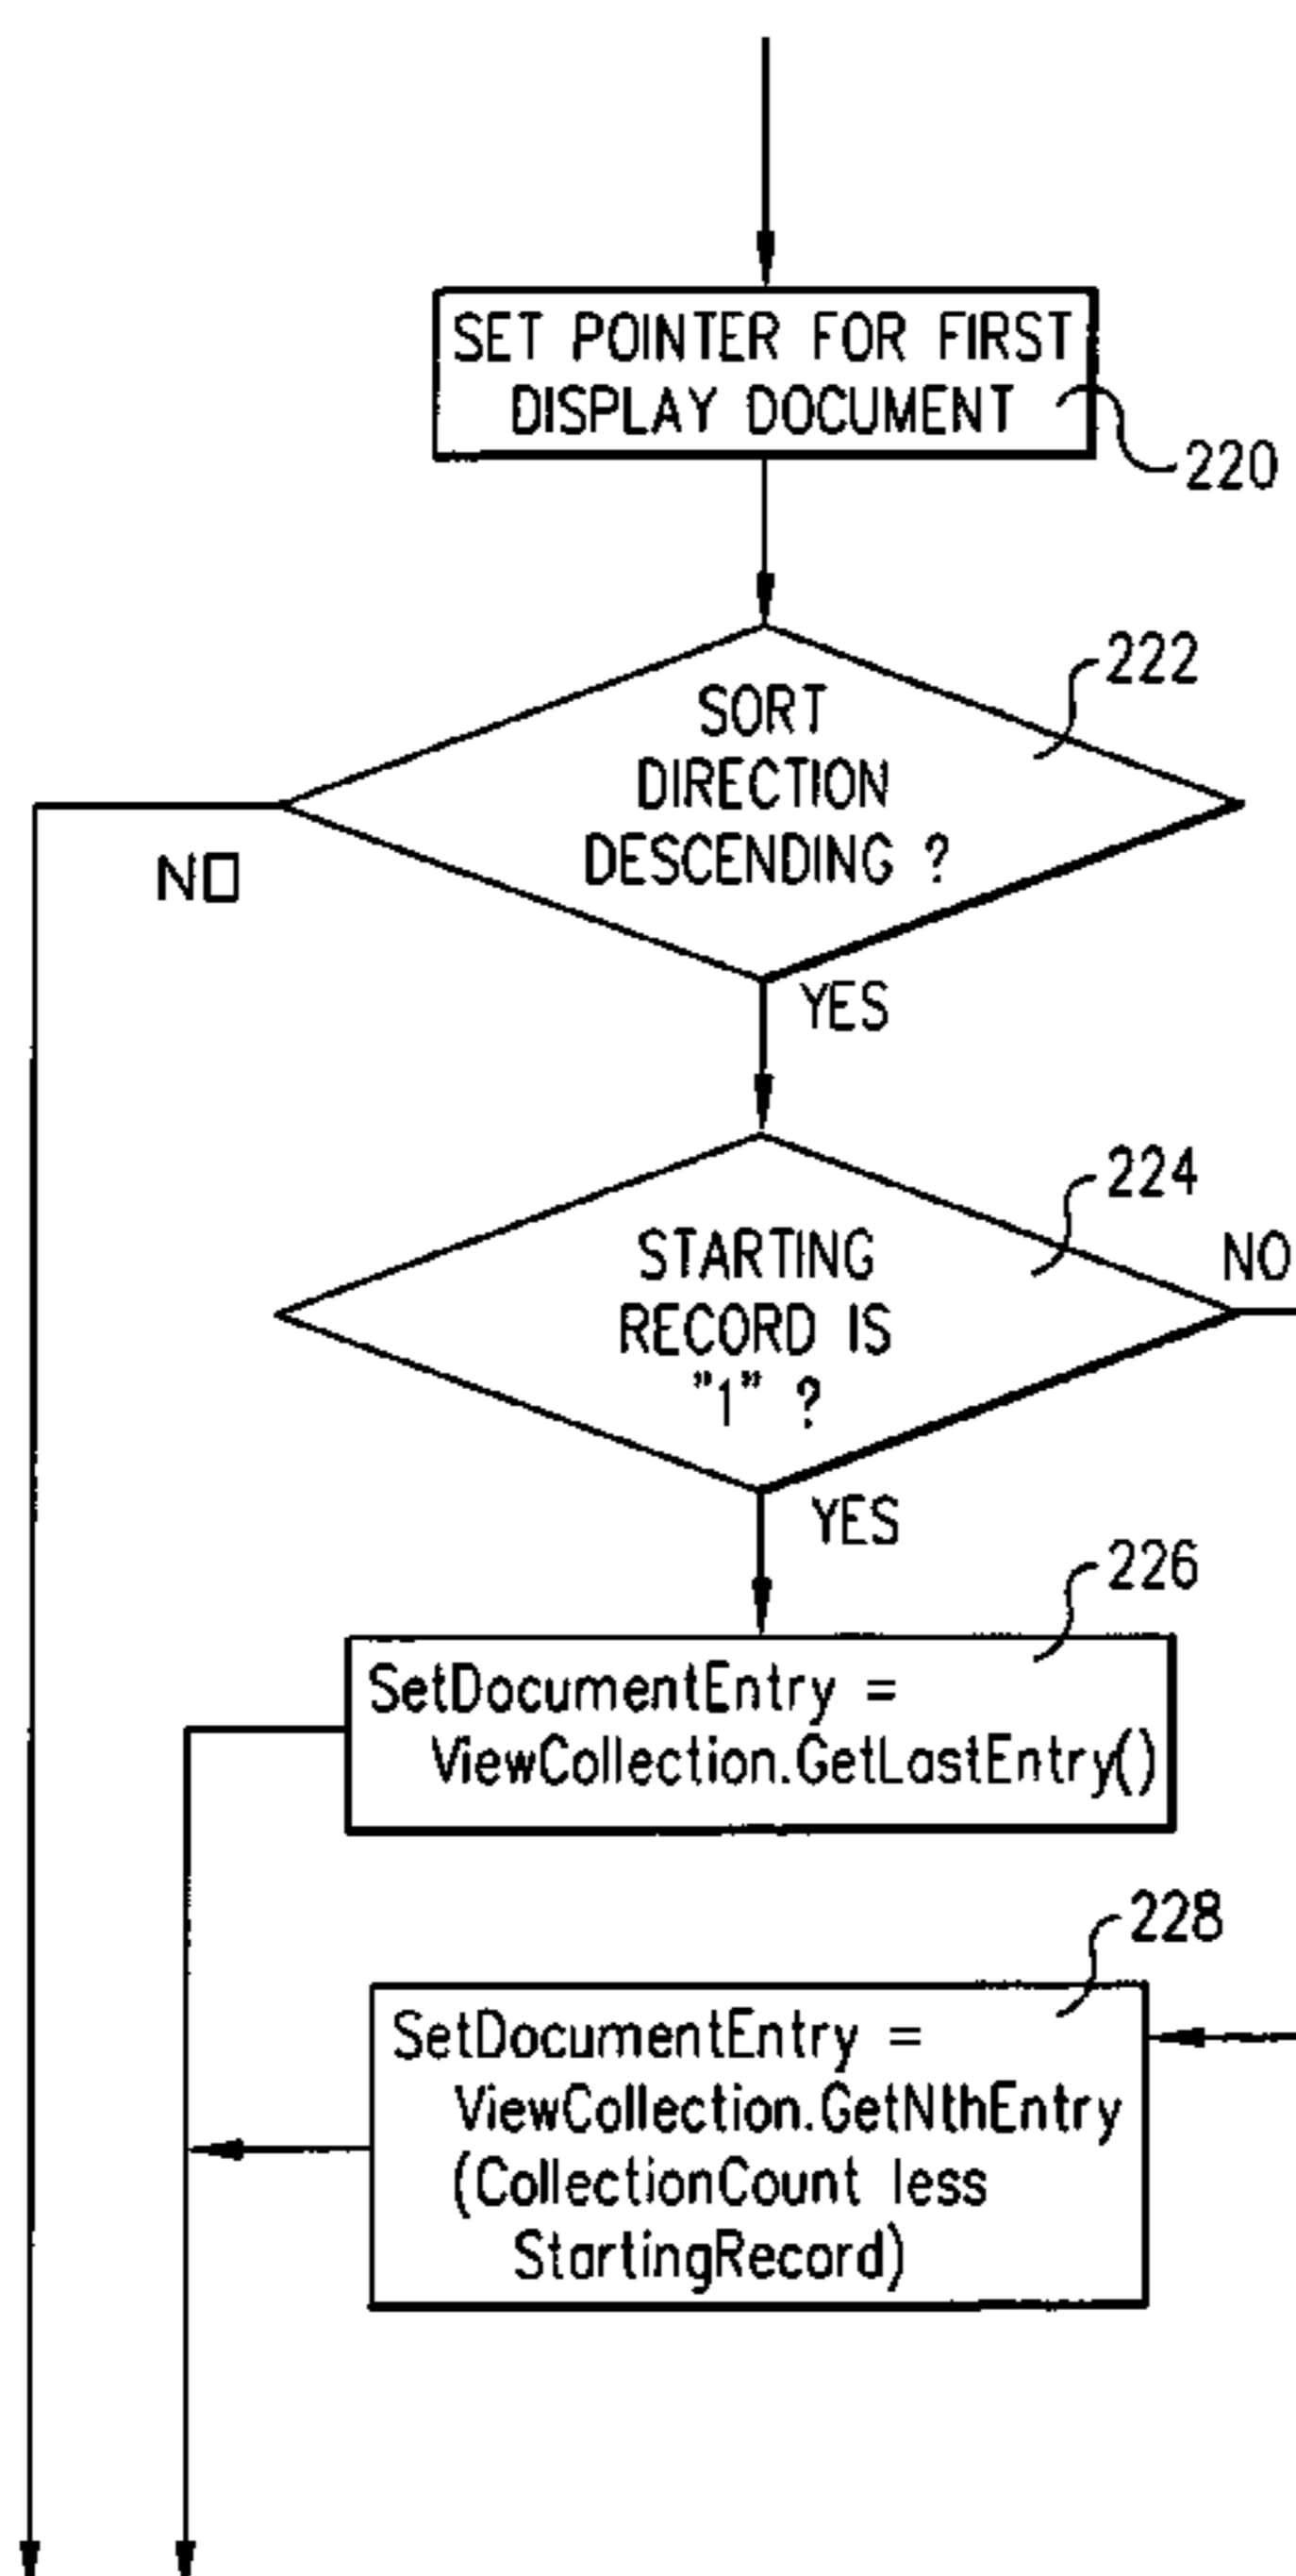 SET POINTER FOR FIRST
DISPLAY DOCUMENT
220
222
SORT
DIRECTION
DESCENDING ?
NO
YES
224
STARTING
RECORD IS
"1" ?
NO
YES
226
SetDocumentEntry =
ViewCollection.GetLastEntry()
228
SetDocumentEntry =
ViewCollection.GetNthEntry
(CollectionCount less
StartingRecord)